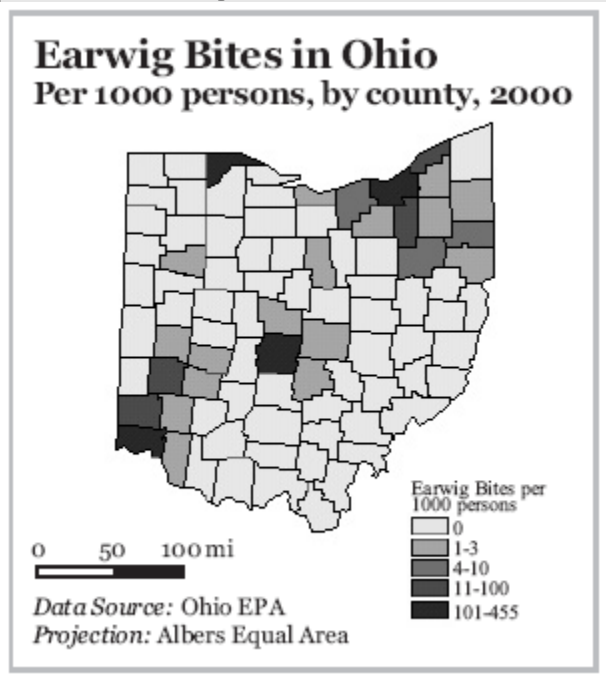 Earwig Bites in Ohio
Per 1000 persons, by county, 2000
Earwig Bites per
1000 persons
0
1-3
4-10
11-100
101-455
0 50 100 mi
Data Source: Ohio EPA
Projection: Albers Equal Area